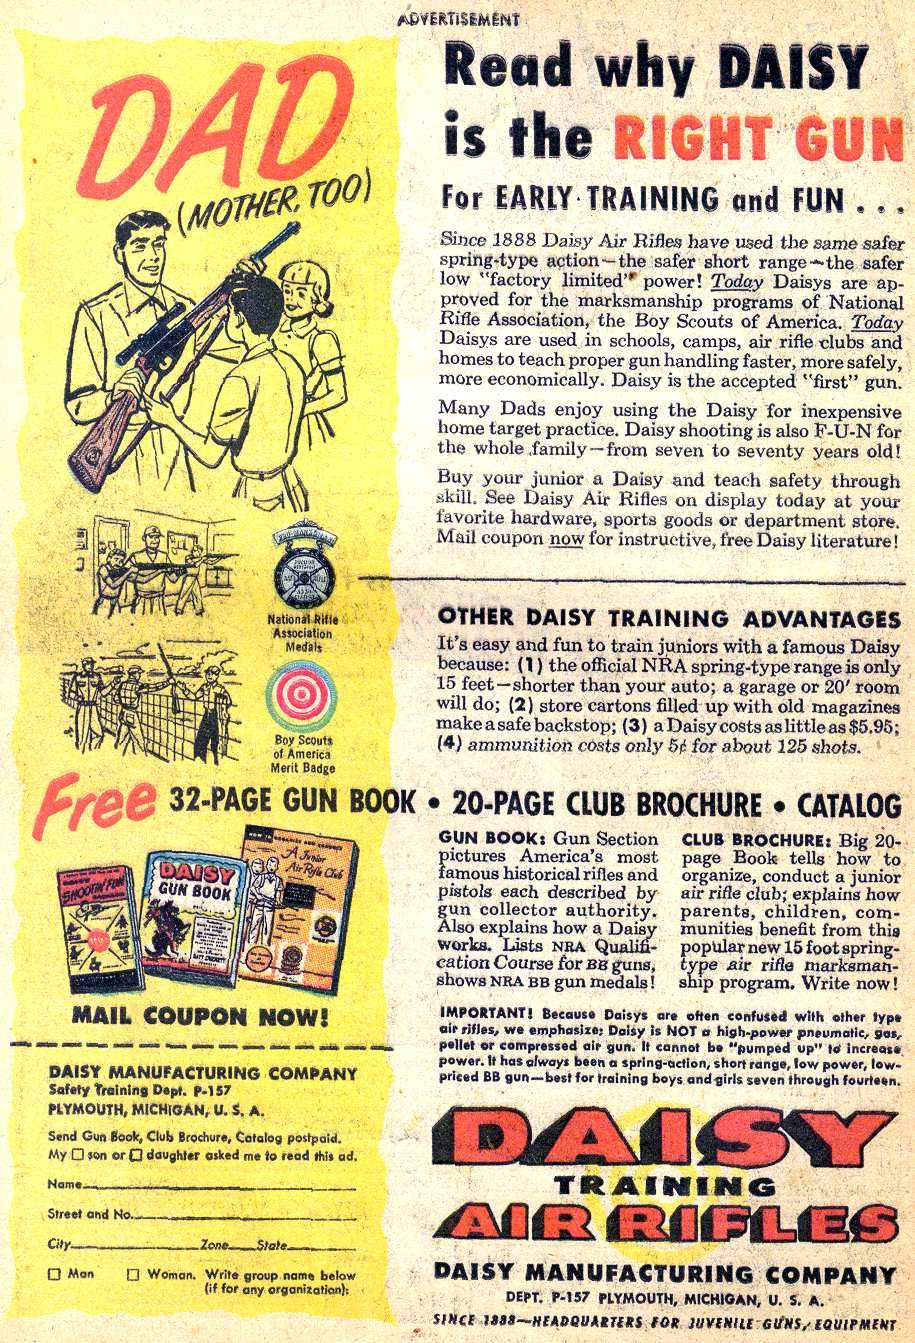 ADVERTISEMENT
DAD
(MOTHER, TOO)
Read why DAISY
is the RIGHT GUN
For EARLY TRAINING and FUN . . .
Since 1888 Daisy Air Rifles have used the same safer
spring-type action—the safer short range—the safer
low "factory limited" power! Today Daisys are ap-
proved for the marksmanship programs of National
Rifle Association, the Boy Scouts of America. Today
Daisys are used in schools, camps, air rifle clubs and
homes to teach proper gun handling faster, more safely,
more economically. Daisy is the accepted "first" gun.
Many Dads enjoy using the Daisy for inexpensive
home target practice. Daisy shooting is also F-U-N for
the whole family—from seven to seventy years old!
Buy your junior a Daisy and teach safety through
skill. See Daisy Air Rifles on display today at your
favorite hardware, sports goods or department store.
Mail coupon now for instructive, free Daisy literature!
National Rifle
Association
Medals
Boy Scouts
of America
Merit Badge
OTHER DAISY TRAINING ADVANTAGES
It's easy and fun to train juniors with a famous Daisy
because: (1) the official NRA spring-type range is only
15 feet—shorter than your auto; a garage or 20' room
will do; (2) store cartons filled up with old magazines
make a safe backstop; (3) a Daisy costs as little as $5.95;
(4) ammunition costs only 5¢ for about 125 shots.
Free 32-PAGE GUN BOOK • 20-PAGE CLUB BROCHURE • CATALOG
SHOOTIN' FUN
DAISY
GUN BOOK
A Junior
Air Rifle Club
MAIL COUPON NOW!
GUN BOOK: Gun Section
pictures America's most
famous historical rifles and
pistols each described by
gun collector authority.
Also explains how a Daisy
works. Lists NRA Qualifi-
cation Course for BB guns,
shows NRA BB gun medals!
CLUB BROCHURE: Big 20-
page Book tells how to
organize, conduct a junior
air rifle club; explains how
parents, children, com-
munities benefit from this
popular new 15 foot spring-
type air rifle marksman-
ship program. Write now!
IMPORTANT! Because Daisys are often confused with other type
air rifles, we emphasize: Daisy is NOT a high-power pneumatic, gas,
pellet or compressed air gun. It cannot be "pumped up" to increase
power. It has always been a spring-action, short range, low power, low-
priced BB gun—best for training boys and girls seven through fourteen.
DAISY MANUFACTURING COMPANY
Safety Training Dept. P-157
PLYMOUTH, MICHIGAN, U. S. A.
Send Gun Book, Club Brochure, Catalog postpaid.
My ☐ son or ☐ daughter asked me to read this ad.
Name
Street and No.
City Zone State
☐ Man ☐ Woman. Write group name below
(if for any organization):
DAISY
TRAINING
AIR RIFLES
DAISY MANUFACTURING COMPANY
DEPT. P-157 PLYMOUTH, MICHIGAN, U. S. A.
SINCE 1888—HEADQUARTERS FOR JUVENILE GUNS, EQUIPMENT